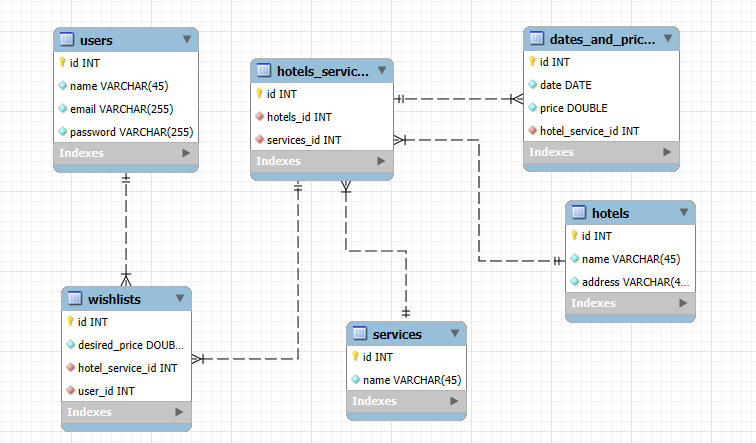 users
id INT
name VARCHAR(45)
email VARCHAR(255)
password VARCHAR(255)
Indexes
hotels_servic...
id INT
hotels_id INT
services_id INT
Indexes
dates_and_pric...
id INT
date DATE
price DOUBLE
hotel_service_id INT
Indexes
hotels
id INT
name VARCHAR(45)
address VARCHAR(4...
Indexes
wishlists
id INT
desired_price DOUB...
hotel_service_id INT
user_id INT
Indexes
services
id INT
name VARCHAR(45)
Indexes